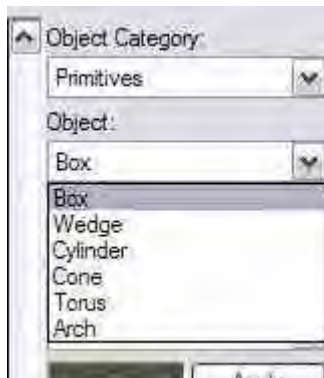 Object Category:
Primitives
Object:
Box
Box
Wedge
Cylinder
Cone
Torus
Arch